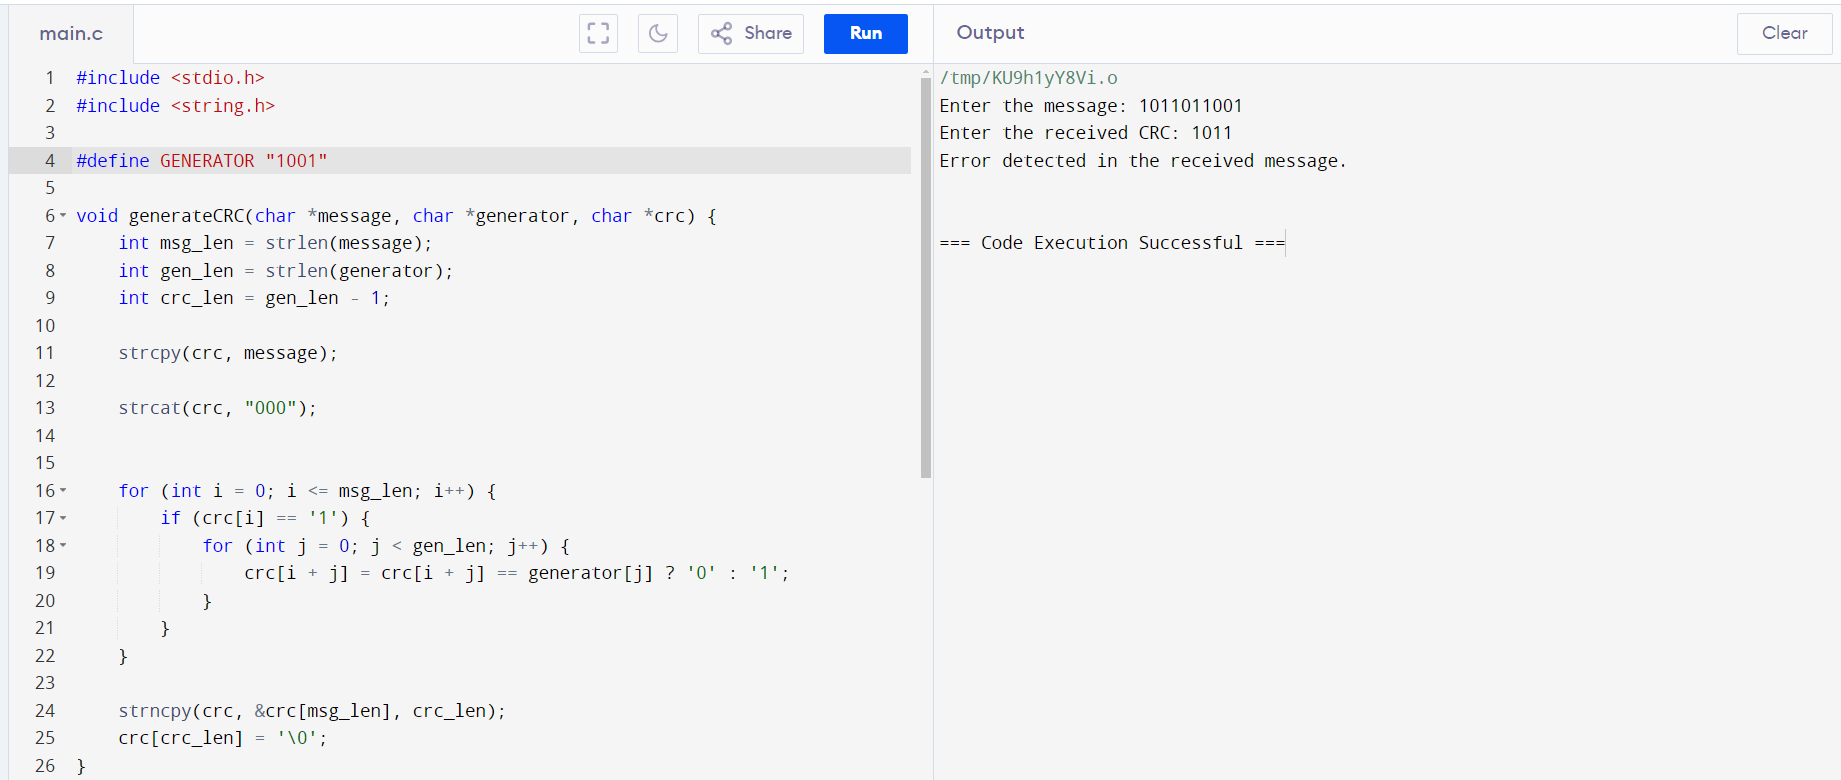 main.c
Share
Run
Output
Clear
1 #include <stdio.h>
2 #include <string.h>
3
4 #define GENERATOR "1001"
5
6 void generateCRC(char *message, char *generator, char *crc) {
7     int msg_len = strlen(message);
8     int gen_len = strlen(generator);
9     int crc_len = gen_len - 1;
10
11     strcpy(crc, message);
12
13     strcat(crc, "000");
14
15
16     for (int i = 0; i <= msg_len; i++) {
17         if (crc[i] == '1') {
18             for (int j = 0; j < gen_len; j++) {
19                 crc[i + j] = crc[i + j] == generator[j] ? '0' : '1';
20             }
21         }
22     }
23
24     strncpy(crc, &crc[msg_len], crc_len);
25     crc[crc_len] = '\0';
26 }
/tmp/KU9h1yY8Vi.o
Enter the message: 1011011001
Enter the received CRC: 1011
Error detected in the received message.
=== Code Execution Successful ===